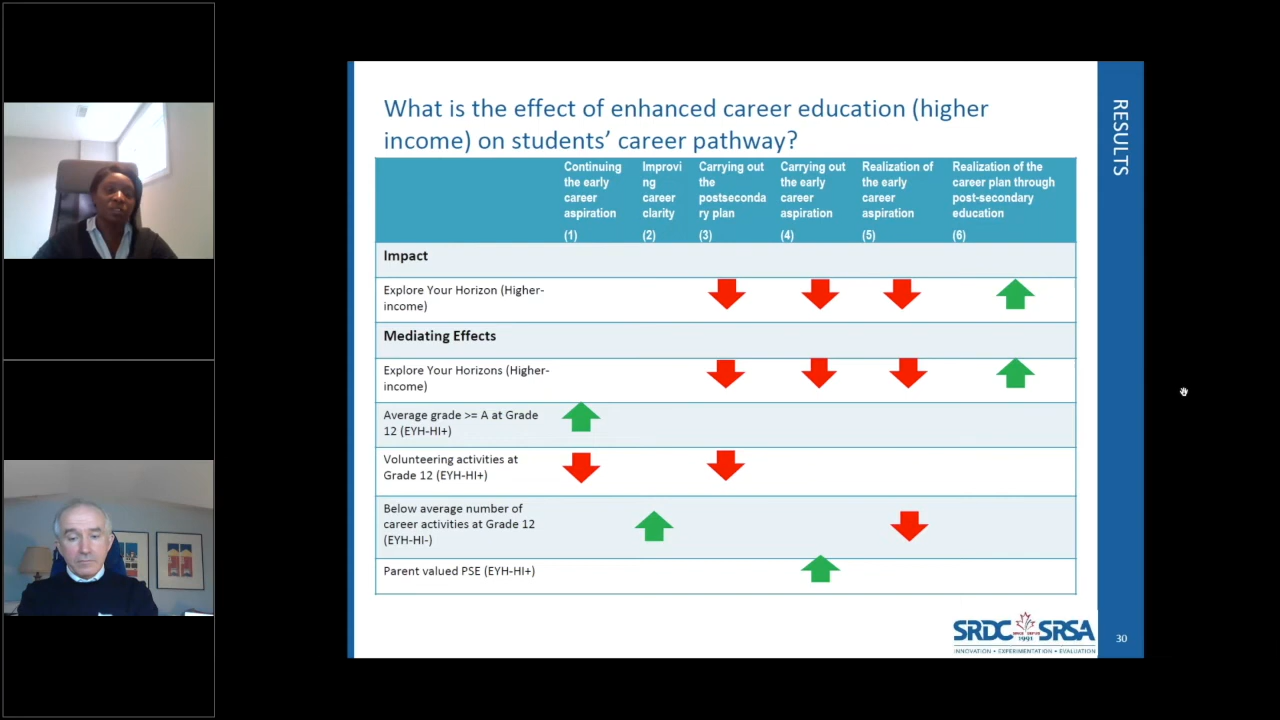 What is the effect of enhanced career education (higher
income) on students’ career pathway?
RESULTS
Continuing
the early
career
aspiration
(1)
Improvi
ng
career
clarity
(2)
Carrying out
the
postseconda
ry plan
(3)
Carrying out
the early
career
aspiration
(4)
Realization of
the early
career
aspiration
(5)
Realization of the
career plan through
post-secondary
education
(6)
Impact
Explore Your Horizon (Higher-
income)
Mediating Effects
Explore Your Horizons (Higher-
income)
Average grade >= A at Grade
12 (EYH-HI+)
Volunteering activities at
Grade 12 (EYH-HI+)
Below average number of
career activities at Grade 12
(EYH-HI-)
Parent valued PSE (EYH-HI+)
SRDC SRSA
1991
INNOVATION • EXPERIMENTATION • EVALUATION
30